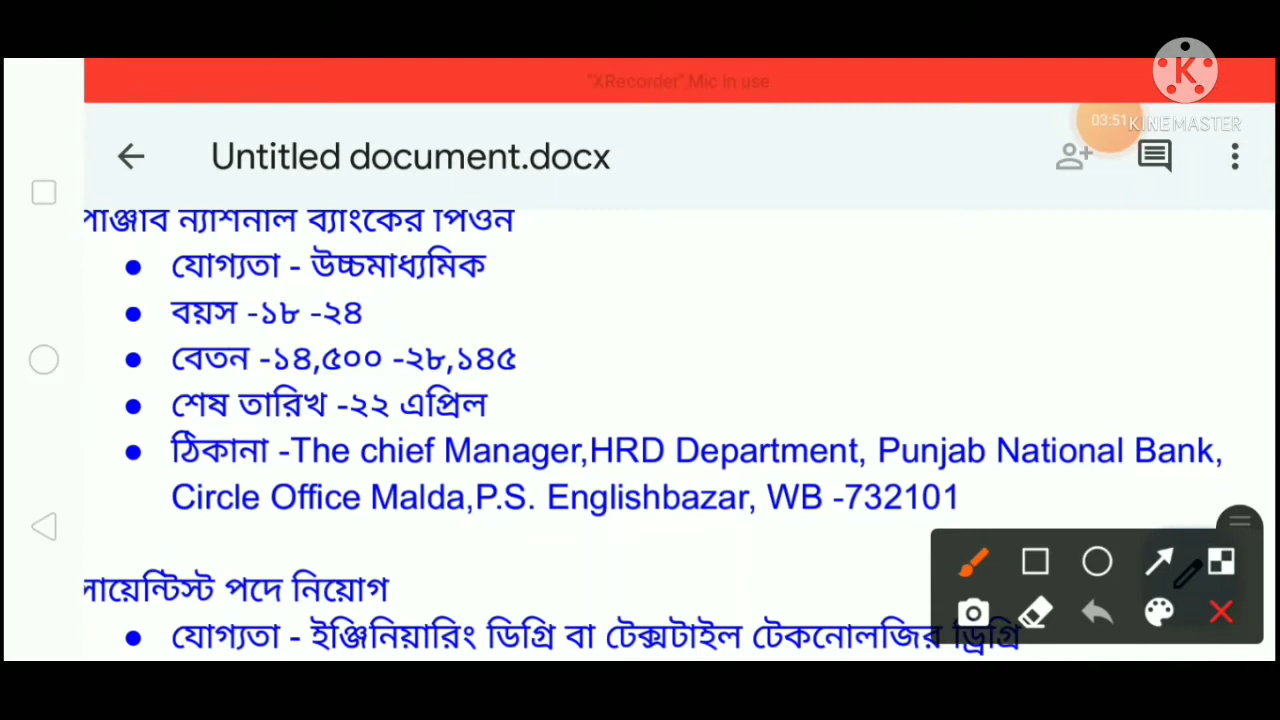 "XRecorder",Mic in use
K
03:51
KINEMASTER
Untitled document.docx
পাঞ্জাব ন্যাশনাল ব্যাংকের পিওন
● যোগ্যতা - উচ্চমাধ্যমিক
● বয়স -১৮ -২৪
● বেতন -১৪,৫০০ -২৮,১৪৫
● শেষ তারিখ -২২ এপ্রিল
● ঠিকানা -The chief Manager,HRD Department, Punjab National Bank,
Circle Office Malda,P.S. Englishbazar, WB -732101
সায়েন্টিস্ট পদে নিয়োগ
● যোগ্যতা - ইঞ্জিনিয়ারিং ডিগ্রি বা টেক্সটাইল টেকনোলজির ডিগ্রি